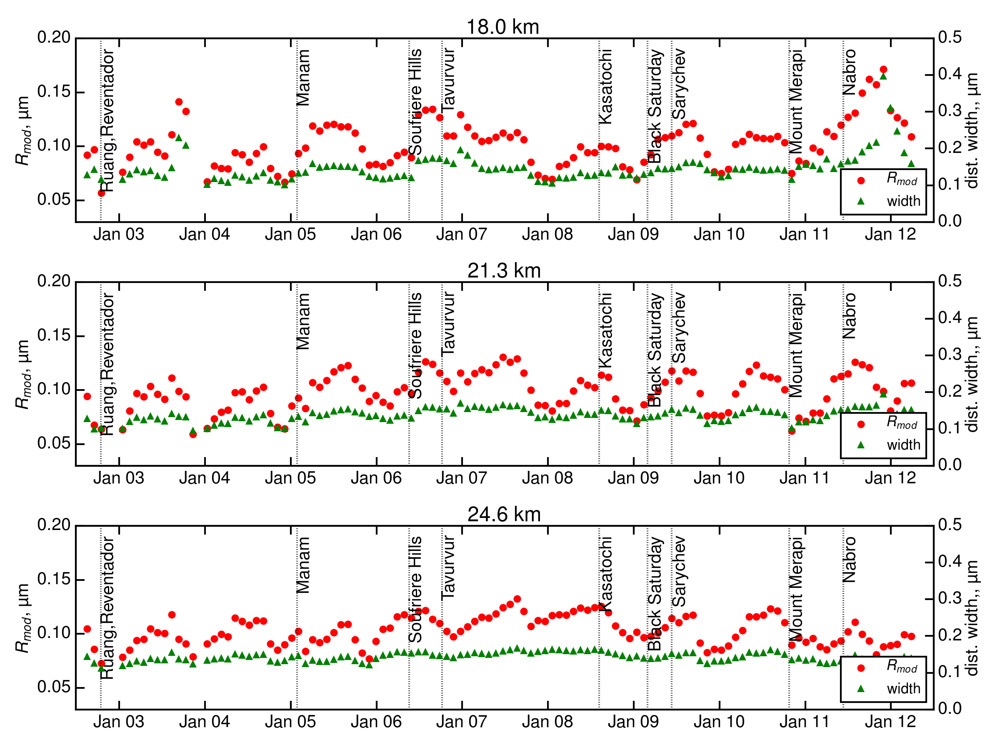 18.0 km
0.20
0.15
0.10
0.05
R_mod, µm
0.5
0.4
0.3
0.2
0.1
0.0
dist. width,, µm
Ruang,Reventador
Manam
Soufriere Hills
Tavurvur
Kasatochi
Black Saturday
Sarychev
Mount Merapi
Nabro
R_mod
width
Jan 03 Jan 04 Jan 05 Jan 06 Jan 07 Jan 08 Jan 09 Jan 10 Jan 11 Jan 12
21.3 km
0.20
0.15
0.10
0.05
R_mod, µm
0.5
0.4
0.3
0.2
0.1
0.0
dist. width,, µm
Ruang,Reventador
Manam
Soufriere Hills
Tavurvur
Kasatochi
Black Saturday
Sarychev
Mount Merapi
Nabro
R_mod
width
Jan 03 Jan 04 Jan 05 Jan 06 Jan 07 Jan 08 Jan 09 Jan 10 Jan 11 Jan 12
24.6 km
0.20
0.15
0.10
0.05
R_mod, µm
0.5
0.4
0.3
0.2
0.1
0.0
dist. width,, µm
Ruang,Reventador
Manam
Soufriere Hills
Tavurvur
Kasatochi
Black Saturday
Sarychev
Mount Merapi
Nabro
R_mod
width
Jan 03 Jan 04 Jan 05 Jan 06 Jan 07 Jan 08 Jan 09 Jan 10 Jan 11 Jan 12